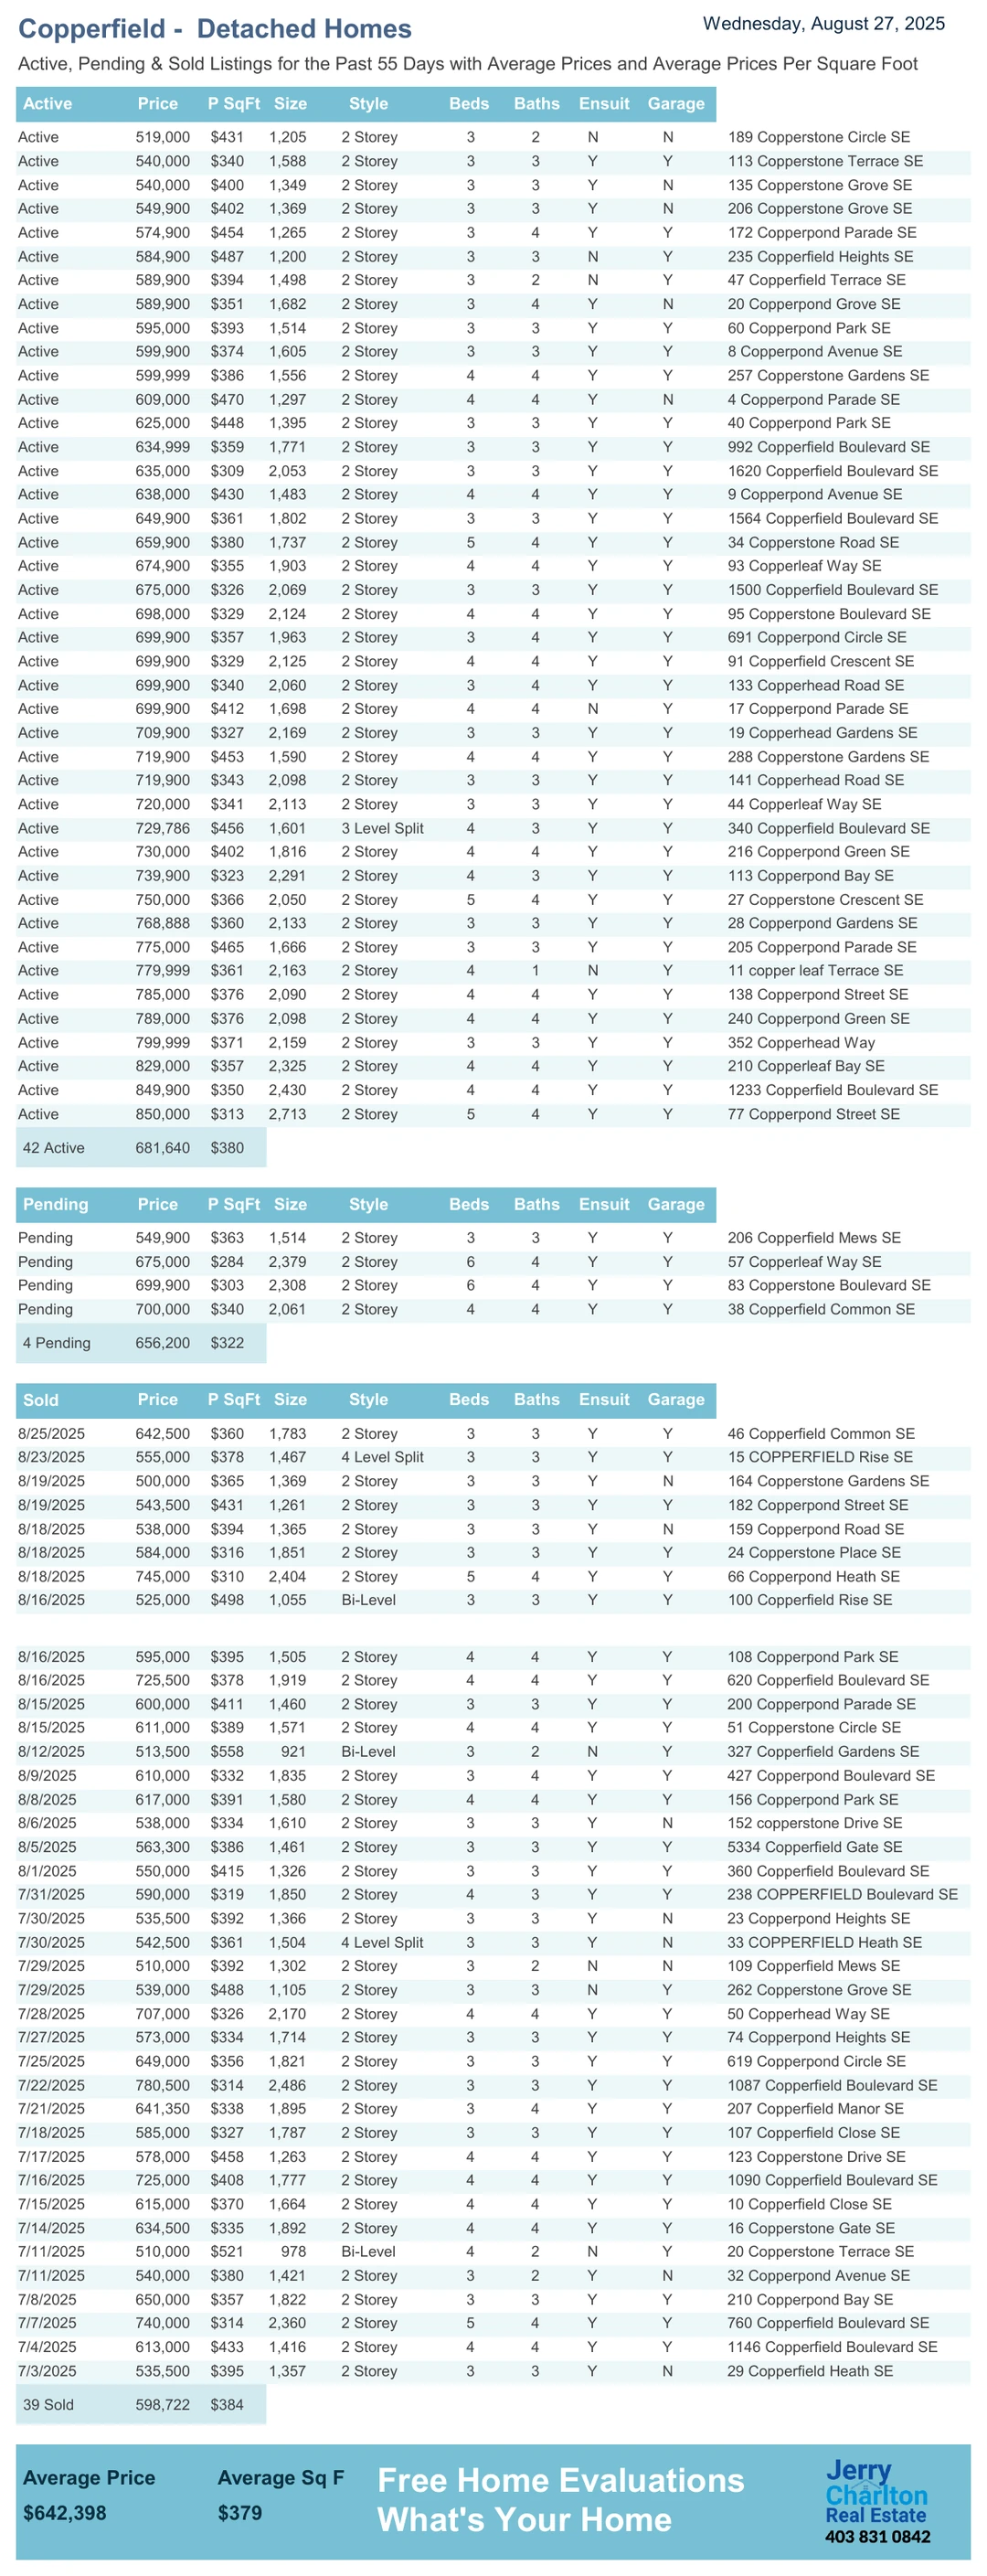 Copperfield - Detached Homes
Wednesday, August 27, 2025
Active, Pending & Sold Listings for the Past 55 Days with Average Prices and Average Prices Per Square Foot
Active Price P SqFt Size Style Beds Baths Ensuit Garage
Active 519,000 $431 1,205 2 Storey 3 2 N N 189 Copperstone Circle SE
Active 540,000 $340 1,588 2 Storey 3 3 Y Y 113 Copperstone Terrace SE
Active 540,000 $400 1,349 2 Storey 3 3 Y N 135 Copperstone Grove SE
Active 549,900 $402 1,369 2 Storey 3 3 Y N 206 Copperstone Grove SE
Active 574,900 $454 1,265 2 Storey 3 4 Y Y 172 Copperpond Parade SE
Active 584,900 $487 1,200 2 Storey 3 3 N Y 235 Copperfield Heights SE
Active 589,900 $394 1,498 2 Storey 3 2 N Y 47 Copperfield Terrace SE
Active 589,900 $351 1,682 2 Storey 3 4 Y N 20 Copperpond Grove SE
Active 595,000 $393 1,514 2 Storey 3 3 Y Y 60 Copperpond Park SE
Active 599,900 $374 1,605 2 Storey 3 3 Y Y 8 Copperpond Avenue SE
Active 599,999 $386 1,556 2 Storey 4 4 Y Y 257 Copperstone Gardens SE
Active 609,000 $470 1,297 2 Storey 4 4 Y N 4 Copperpond Parade SE
Active 625,000 $448 1,395 2 Storey 3 3 Y Y 40 Copperpond Park SE
Active 634,999 $359 1,771 2 Storey 3 3 Y Y 992 Copperfield Boulevard SE
Active 635,000 $309 2,053 2 Storey 3 3 Y Y 1620 Copperfield Boulevard SE
Active 638,000 $430 1,483 2 Storey 4 4 Y Y 9 Copperpond Avenue SE
Active 649,900 $361 1,802 2 Storey 3 3 Y Y 1564 Copperfield Boulevard SE
Active 659,900 $380 1,737 2 Storey 5 4 Y Y 34 Copperstone Road SE
Active 674,900 $355 1,903 2 Storey 4 4 Y Y 93 Copperleaf Way SE
Active 675,000 $326 2,069 2 Storey 3 3 Y Y 1500 Copperfield Boulevard SE
Active 698,000 $329 2,124 2 Storey 4 4 Y Y 95 Copperstone Boulevard SE
Active 699,900 $357 1,963 2 Storey 3 4 Y Y 691 Copperpond Circle SE
Active 699,900 $329 2,125 2 Storey 4 4 Y Y 91 Copperfield Crescent SE
Active 699,900 $340 2,060 2 Storey 3 4 Y Y 133 Copperhead Road SE
Active 699,900 $412 1,698 2 Storey 4 4 N Y 17 Copperpond Parade SE
Active 709,900 $327 2,169 2 Storey 3 3 Y Y 19 Copperhead Gardens SE
Active 719,900 $453 1,590 2 Storey 4 4 Y Y 288 Copperstone Gardens SE
Active 719,900 $343 2,098 2 Storey 3 3 Y Y 141 Copperhead Road SE
Active 720,000 $341 2,113 2 Storey 3 3 Y Y 44 Copperleaf Way SE
Active 729,786 $456 1,601 3 Level Split 4 3 Y Y 340 Copperfield Boulevard SE
Active 730,000 $402 1,816 2 Storey 4 4 Y Y 216 Copperpond Green SE
Active 739,900 $323 2,291 2 Storey 4 3 Y Y 113 Copperpond Bay SE
Active 750,000 $366 2,050 2 Storey 5 4 Y Y 27 Copperstone Crescent SE
Active 768,888 $360 2,133 2 Storey 3 3 Y Y 28 Copperpond Gardens SE
Active 775,000 $465 1,666 2 Storey 3 3 Y Y 205 Copperpond Parade SE
Active 779,999 $361 2,163 2 Storey 4 1 N Y 11 copper leaf Terrace SE
Active 785,000 $376 2,090 2 Storey 4 4 Y Y 138 Copperpond Street SE
Active 789,000 $376 2,098 2 Storey 4 4 Y Y 240 Copperpond Green SE
Active 799,999 $371 2,159 2 Storey 3 3 Y Y 352 Copperhead Way
Active 829,000 $357 2,325 2 Storey 4 4 Y Y 210 Copperleaf Bay SE
Active 849,900 $350 2,430 2 Storey 4 4 Y Y 1233 Copperfield Boulevard SE
Active 850,000 $313 2,713 2 Storey 5 4 Y Y 77 Copperpond Street SE
42 Active 681,640 $380
Pending Price P SqFt Size Style Beds Baths Ensuit Garage
Pending 549,900 $363 1,514 2 Storey 3 3 Y Y 206 Copperfield Mews SE
Pending 675,000 $284 2,379 2 Storey 6 4 Y Y 57 Copperleaf Way SE
Pending 699,900 $303 2,308 2 Storey 6 4 Y Y 83 Copperstone Boulevard SE
Pending 700,000 $340 2,061 2 Storey 4 4 Y Y 38 Copperfield Common SE
4 Pending 656,200 $322
Sold Price P SqFt Size Style Beds Baths Ensuit Garage
8/25/2025 642,500 $360 1,783 2 Storey 3 3 Y Y 46 Copperfield Common SE
8/23/2025 555,000 $378 1,467 4 Level Split 3 3 Y Y 15 COPPERFIELD Rise SE
8/19/2025 500,000 $365 1,369 2 Storey 3 3 Y N 164 Copperstone Gardens SE
8/19/2025 543,500 $431 1,261 2 Storey 3 3 Y Y 182 Copperpond Street SE
8/18/2025 538,000 $394 1,365 2 Storey 3 3 Y N 159 Copperpond Road SE
8/18/2025 584,000 $316 1,851 2 Storey 3 3 Y Y 24 Copperstone Place SE
8/18/2025 745,000 $310 2,404 2 Storey 5 4 Y Y 66 Copperpond Heath SE
8/16/2025 525,000 $498 1,055 Bi-Level 3 3 Y Y 100 Copperfield Rise SE
8/16/2025 595,000 $395 1,505 2 Storey 4 4 Y Y 108 Copperpond Park SE
8/16/2025 725,500 $378 1,919 2 Storey 4 4 Y Y 620 Copperfield Boulevard SE
8/15/2025 600,000 $411 1,460 2 Storey 3 3 Y Y 200 Copperpond Parade SE
8/15/2025 611,000 $389 1,571 2 Storey 4 4 Y Y 51 Copperstone Circle SE
8/12/2025 513,500 $558 921 Bi-Level 3 2 N Y 327 Copperfield Gardens SE
8/9/2025 610,000 $332 1,835 2 Storey 3 4 Y Y 427 Copperpond Boulevard SE
8/8/2025 617,000 $391 1,580 2 Storey 4 4 Y Y 156 Copperpond Park SE
8/6/2025 538,000 $334 1,610 2 Storey 3 3 Y N 152 copperstone Drive SE
8/5/2025 563,300 $386 1,461 2 Storey 3 3 Y Y 5334 Copperfield Gate SE
8/1/2025 550,000 $415 1,326 2 Storey 3 3 Y Y 360 Copperfield Boulevard SE
7/31/2025 590,000 $319 1,850 2 Storey 4 3 Y Y 238 COPPERFIELD Boulevard SE
7/30/2025 535,500 $392 1,366 2 Storey 3 3 Y N 23 Copperpond Heights SE
7/30/2025 542,500 $361 1,504 4 Level Split 3 3 Y N 33 COPPERFIELD Heath SE
7/29/2025 510,000 $392 1,302 2 Storey 3 2 N N 109 Copperfield Mews SE
7/29/2025 539,000 $488 1,105 2 Storey 3 3 N Y 262 Copperstone Grove SE
7/28/2025 707,000 $326 2,170 2 Storey 4 4 Y Y 50 Copperhead Way SE
7/27/2025 573,000 $334 1,714 2 Storey 3 3 Y Y 74 Copperpond Heights SE
7/25/2025 649,000 $356 1,821 2 Storey 3 3 Y Y 619 Copperpond Circle SE
7/22/2025 780,500 $314 2,486 2 Storey 3 3 Y Y 1087 Copperfield Boulevard SE
7/21/2025 641,350 $338 1,895 2 Storey 3 4 Y Y 207 Copperfield Manor SE
7/18/2025 585,000 $327 1,787 2 Storey 3 3 Y Y 107 Copperfield Close SE
7/17/2025 578,000 $458 1,263 2 Storey 4 4 Y Y 123 Copperstone Drive SE
7/16/2025 725,000 $408 1,777 2 Storey 4 4 Y Y 1090 Copperfield Boulevard SE
7/15/2025 615,000 $370 1,664 2 Storey 4 4 Y Y 10 Copperfield Close SE
7/14/2025 634,500 $335 1,892 2 Storey 4 4 Y Y 16 Copperstone Gate SE
7/11/2025 510,000 $521 978 Bi-Level 4 2 N Y 20 Copperstone Terrace SE
7/11/2025 540,000 $380 1,421 2 Storey 3 2 Y N 32 Copperpond Avenue SE
7/8/2025 650,000 $357 1,822 2 Storey 3 3 Y Y 210 Copperpond Bay SE
7/7/2025 740,000 $314 2,360 2 Storey 5 4 Y Y 760 Copperfield Boulevard SE
7/4/2025 613,000 $433 1,416 2 Storey 4 4 Y Y 1146 Copperfield Boulevard SE
7/3/2025 535,500 $395 1,357 2 Storey 3 3 Y N 29 Copperfield Heath SE
39 Sold 598,722 $384
Average Price Average Sq F
$642,398 $379
Free Home Evaluations
What's Your Home
Jerry
Charlton
Real Estate
403 831 0842